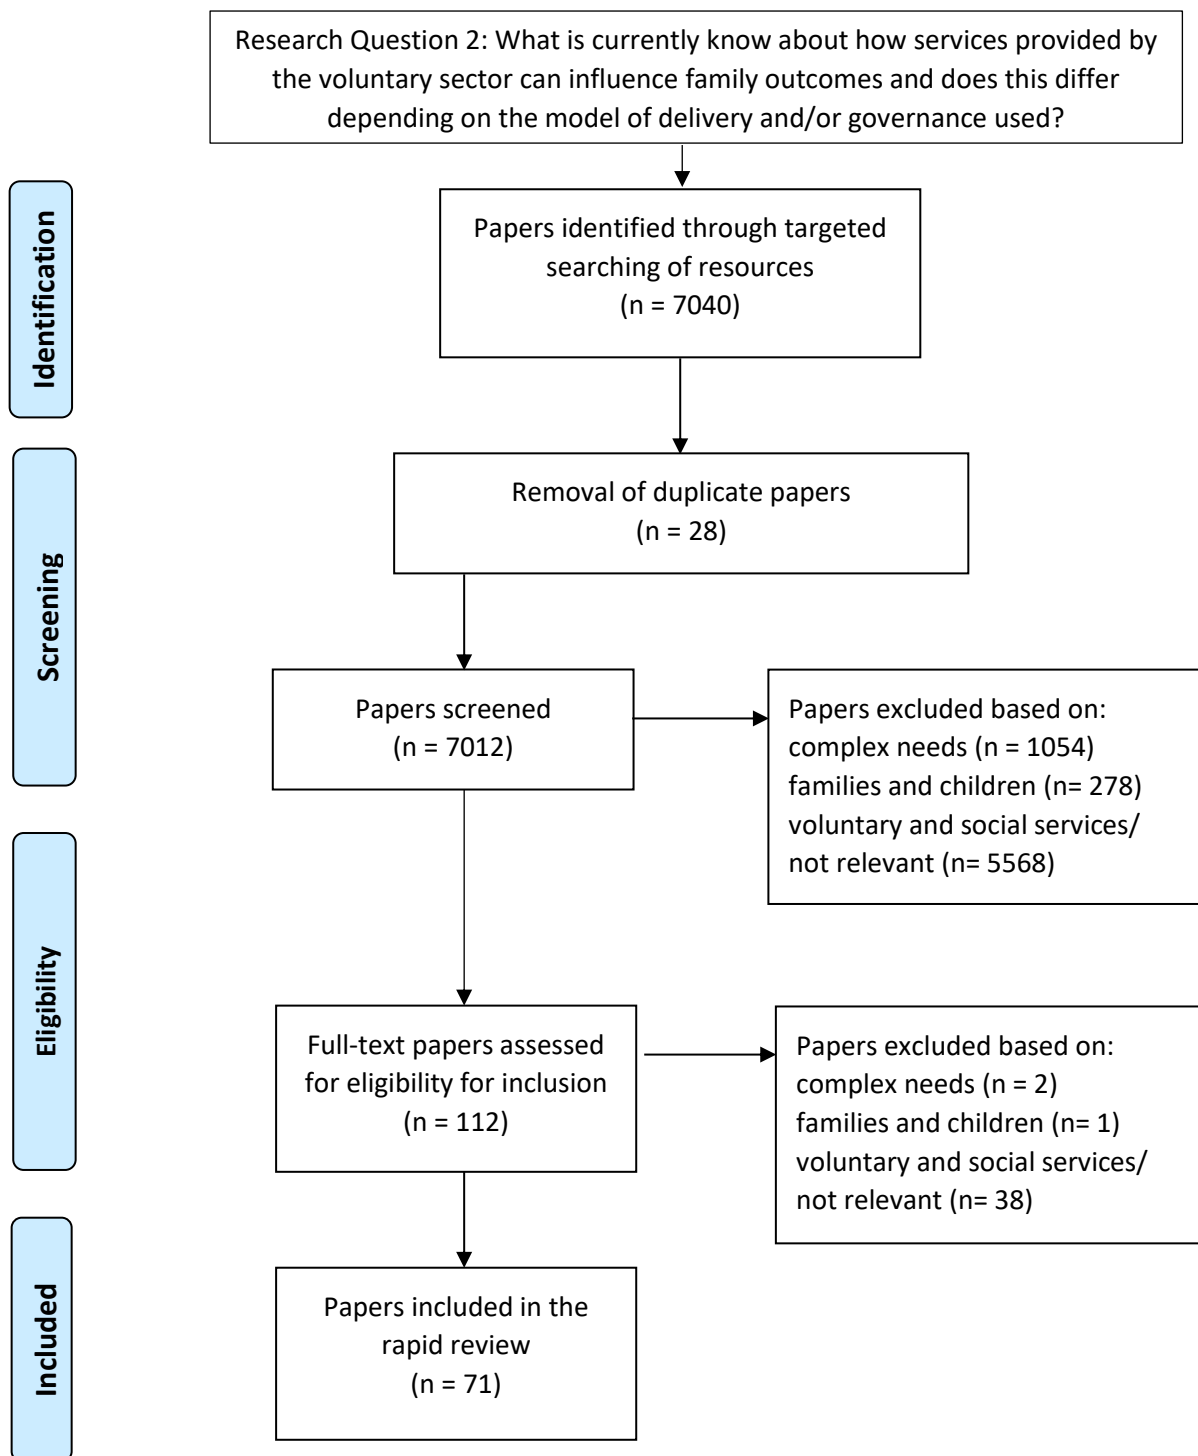 Research Question 2: What is currently know about how services provided by
the voluntary sector can influence family outcomes and does this differ
depending on the model of delivery and/or governance used?
Identification
Papers identified through targeted
searching of resources
(n = 7040)
Screening
Removal of duplicate papers
(n = 28)
Papers screened
(n = 7012)
Papers excluded based on:
complex needs (n = 1054)
families and children (n= 278)
voluntary and social services/
not relevant (n= 5568)
Eligibility
Full-text papers assessed
for eligibility for inclusion
(n = 112)
Papers excluded based on:
complex needs (n = 2)
families and children (n= 1)
voluntary and social services/
not relevant (n= 38)
Included
Papers included in the
rapid review
(n = 71)